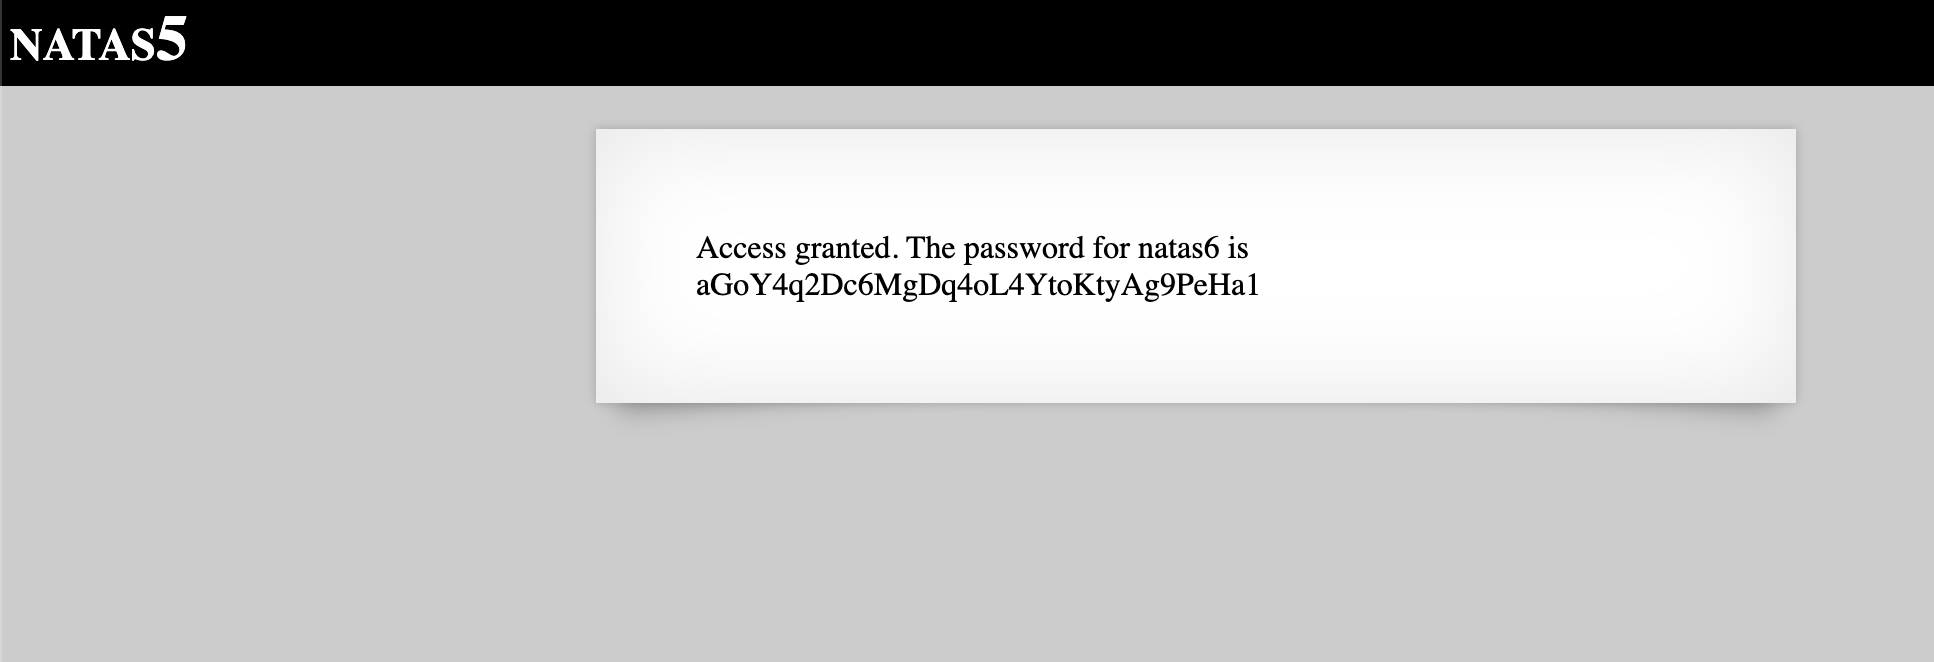 NATAS5
Access granted. The password for natas6 is
aGoY4q2Dc6MgDq4oL4YtoKtyAg9PeHa1